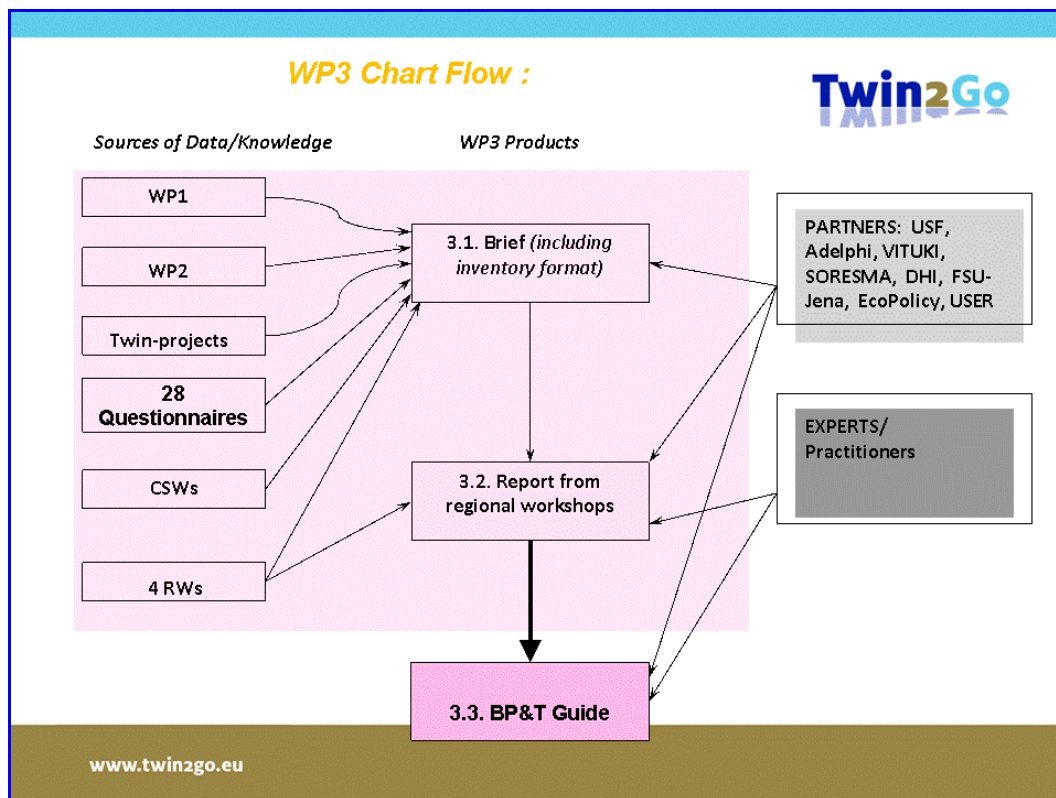 WP3 Chart Flow :
Twin2Go
Sources of Data/Knowledge
WP3 Products
WP1
WP2
Twin-projects
28
Questionnaires
CSWs
4 RWs
3.1. Brief (including
inventory format)
3.2. Report from
regional workshops
3.3. BP&T Guide
PARTNERS: USF,
Adelphi, VITUKI,
SORESMA, DHI, FSU-
Jena, EcoPolicy, USER
EXPERTS/
Practitioners
www.twin2go.eu